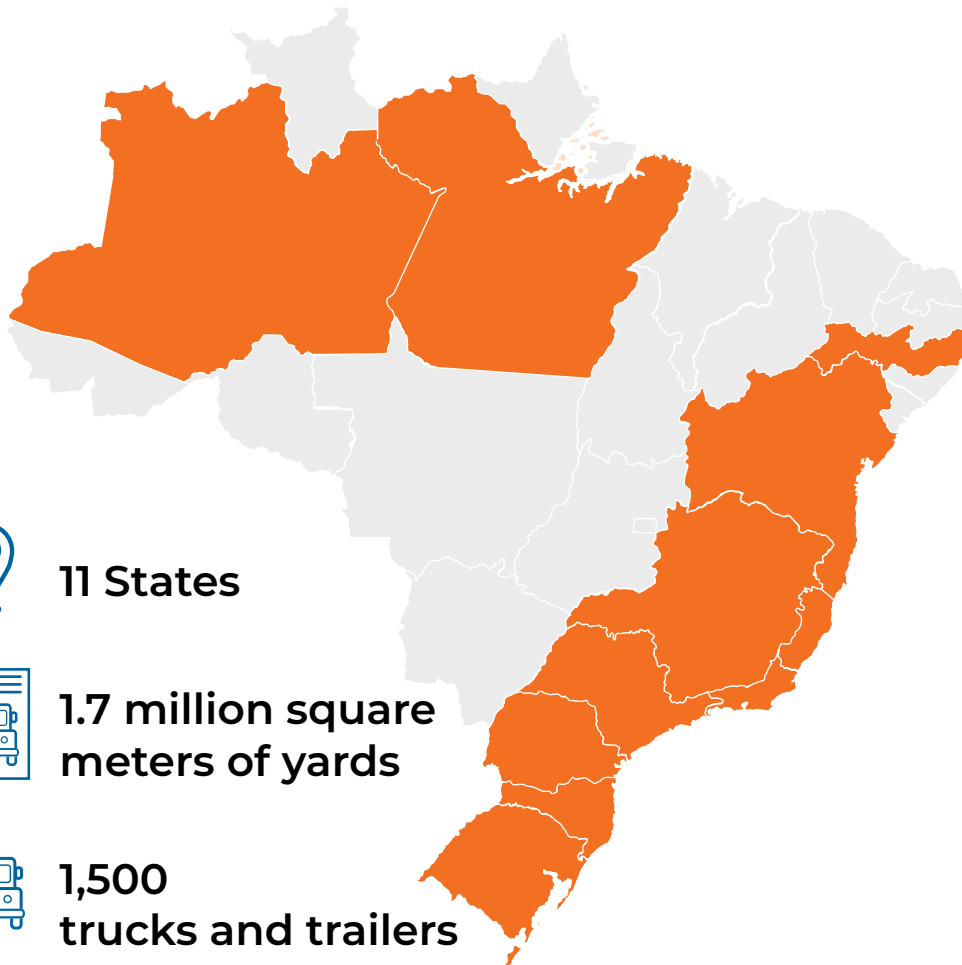 11 States
1.7 million square
meters of yards
1,500
trucks and trailers